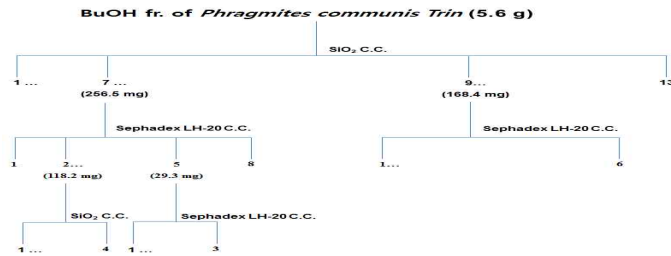 BuOH fr. of Phragmites communis Trin (5.6 g)
SiO₂ C.C.
1 ... 7 ... 9... 13
(256.5 mg) (168.4 mg)
Sephadex LH-20 C.C. Sephadex LH-20 C.C.
1 2... 5 8 1... 6
(118.2 mg) (29.3 mg)
SiO₂ C.C. Sephadex LH-20 C.C.
1 ... 4 1 ... 3